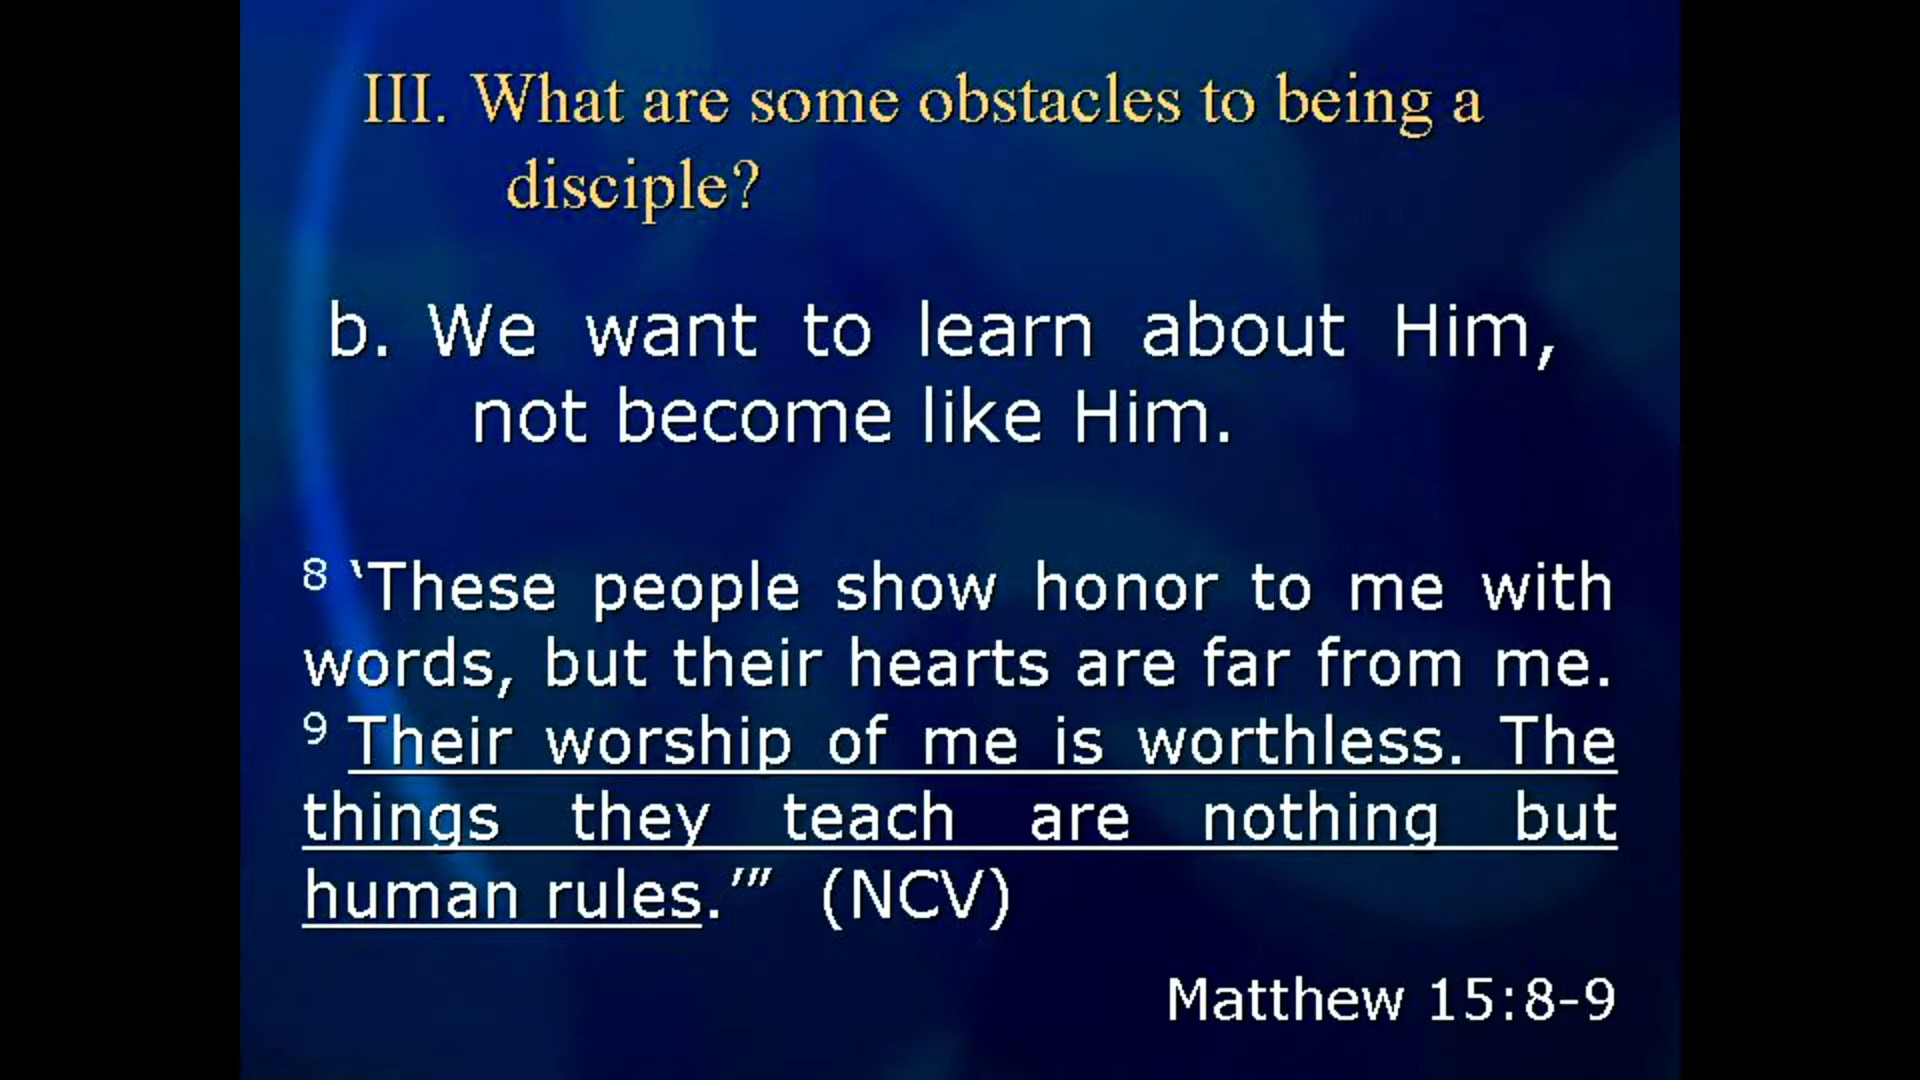 III. What are some obstacles to being a
disciple?
b. We want to learn about Him,
not become like Him.
8 ‘These people show honor to me with
words, but their hearts are far from me.
9 Their worship of me is worthless. The
things they teach are nothing but
human rules.’” (NCV)
Matthew 15:8-9